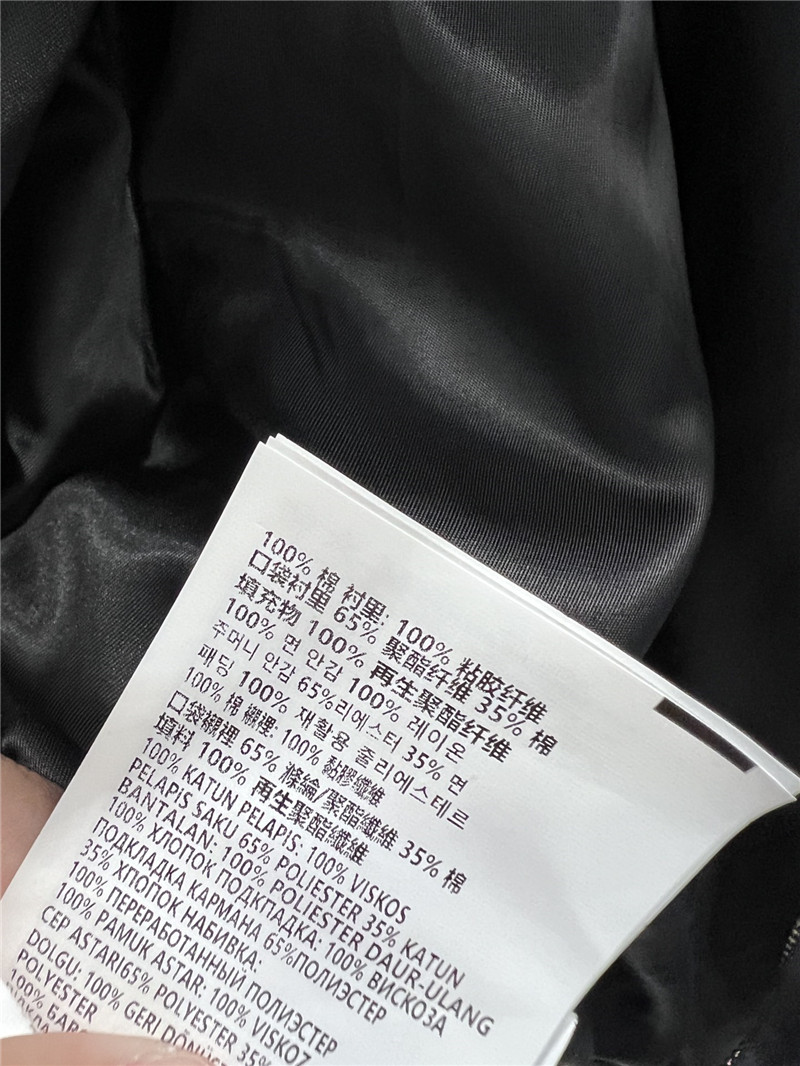 100% 棉 衬里: 100% 粘胶纤维
口袋衬里 65% 聚酯纤维 35% 棉
填充物 100% 再生聚酯纤维
100% 면 안감 100% 레이온
주머니 안감 65%리에스터 35% 면
패딩 100% 재활용 졸리에스테르
100% 棉 襯裡: 100% 黏膠纖維
口袋襯裡 65% 滌綸/聚酯纖維 35% 棉
填料 100% 再生聚酯纖維
100% KATUN PELAPIS: 100% VISKOS
PELAPIS SAKU 65% POLIESTER 35% KATUN
BANTALAN: 100% POLIESTER DAUR-ULANG
100% ХЛОПОК ПОДКЛАДКА: 100% ВИСКОЗА
ПОДКЛАДКА КАРМАНА 65%ПОЛИЭСТЕР
35% ХЛОПОК НАБИВКА:
100% ПЕРЕРАБОТАННЫЙ ПОЛИЭСТЕР
100% PAMUK ASTAR: 100% VISKOZ
CEP ASTARI65% POLYESTER 35%
DOLGU: 100% GERI
POLYESTER
100%